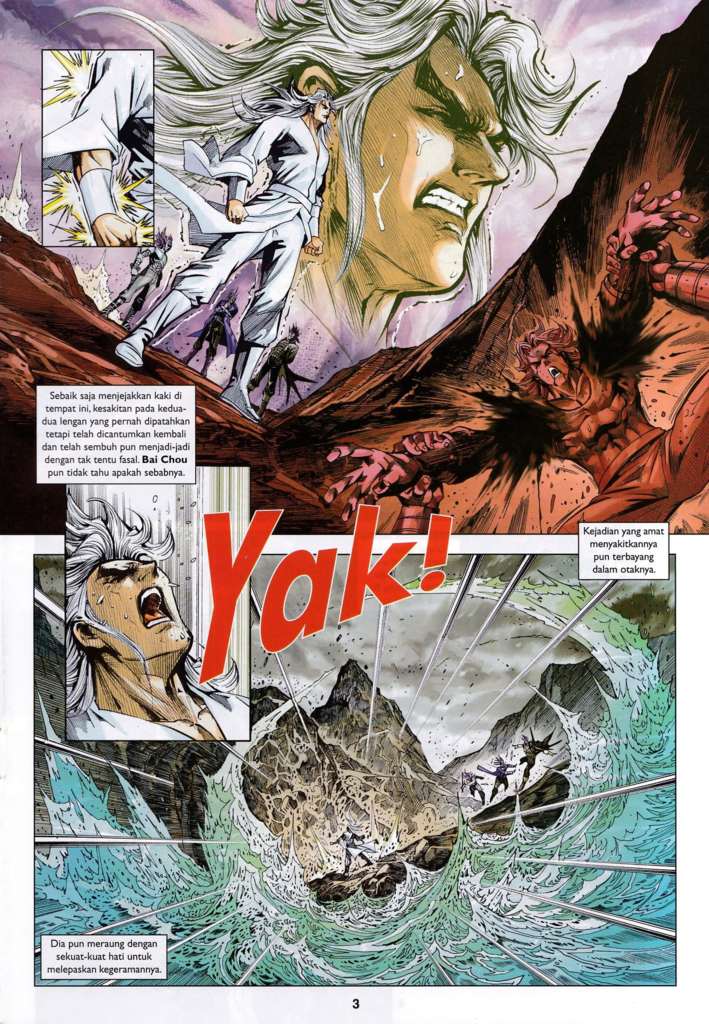 Sebaik saja menjejakkan kaki di
tempat ini, kesakitan pada kedua-
dua lengan yang pernah dipatahkan
tetapi telah dicantumkan kembali
dan telah sembuh pun menjadi-jadi
dengan tak tentu fasal. Bai Chou
pun tidak tahu apakah sebabnya.
Kejadian yang amat
menyakitkannya
pun terbayang
dalam otaknya.
Yak!
Dia pun meraung dengan
sekuat-kuat hati untuk
melepaskan kegeramannya.
3